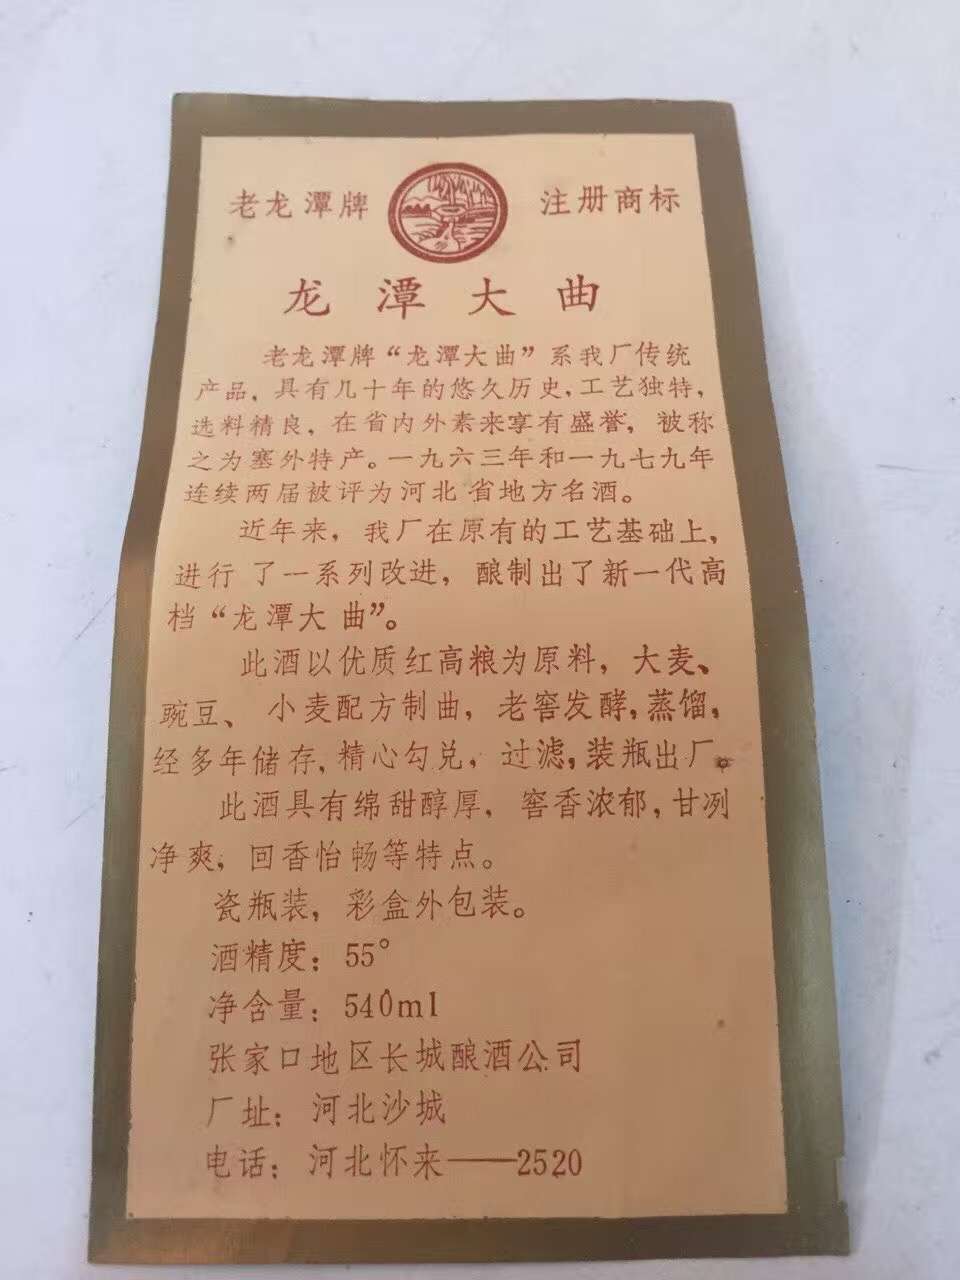 老龙潭牌 注册商标
龙潭大曲
老龙潭牌“龙潭大曲”系我厂传统
产品，具有几十年的悠久历史，工艺独特，
选料精良，在省内外素来享有盛誉，被称
之为塞外特产。一九六三年和一九七九年
连续两届被评为河北省地方名酒。
近年来，我厂在原有的工艺基础上，
进行了一系列改进，酿制出了新一代高
档“龙潭大曲”。
此酒以优质红高粮为原料，大麦、
豌豆、小麦配方制曲，老窖发酵，蒸馏，
经多年储存，精心勾兑，过滤，装瓶出厂。
此酒具有绵甜醇厚，窖香浓郁，甘冽
净爽，回香怡畅等特点。
瓷瓶装，彩盒外包装。
酒精度：55°
净含量：540ml
张家口地区长城酿酒公司
厂址：河北沙城
电话：河北怀来——2520